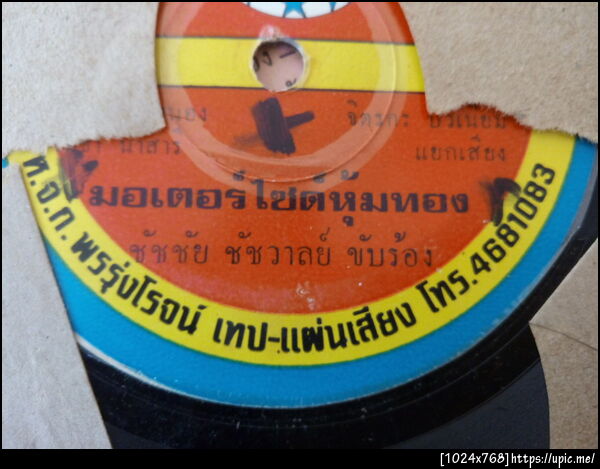 แยกเสียง
มอเตอร์ไซด์หุ้มทอง
ชัชชัย ชัชวาลย์ ขับร้อง
ห.จ.ก. พรรุ่งโรจน์ เทป-แผ่นเสียง โทร.4681083
[1024x768]https://upic.me/